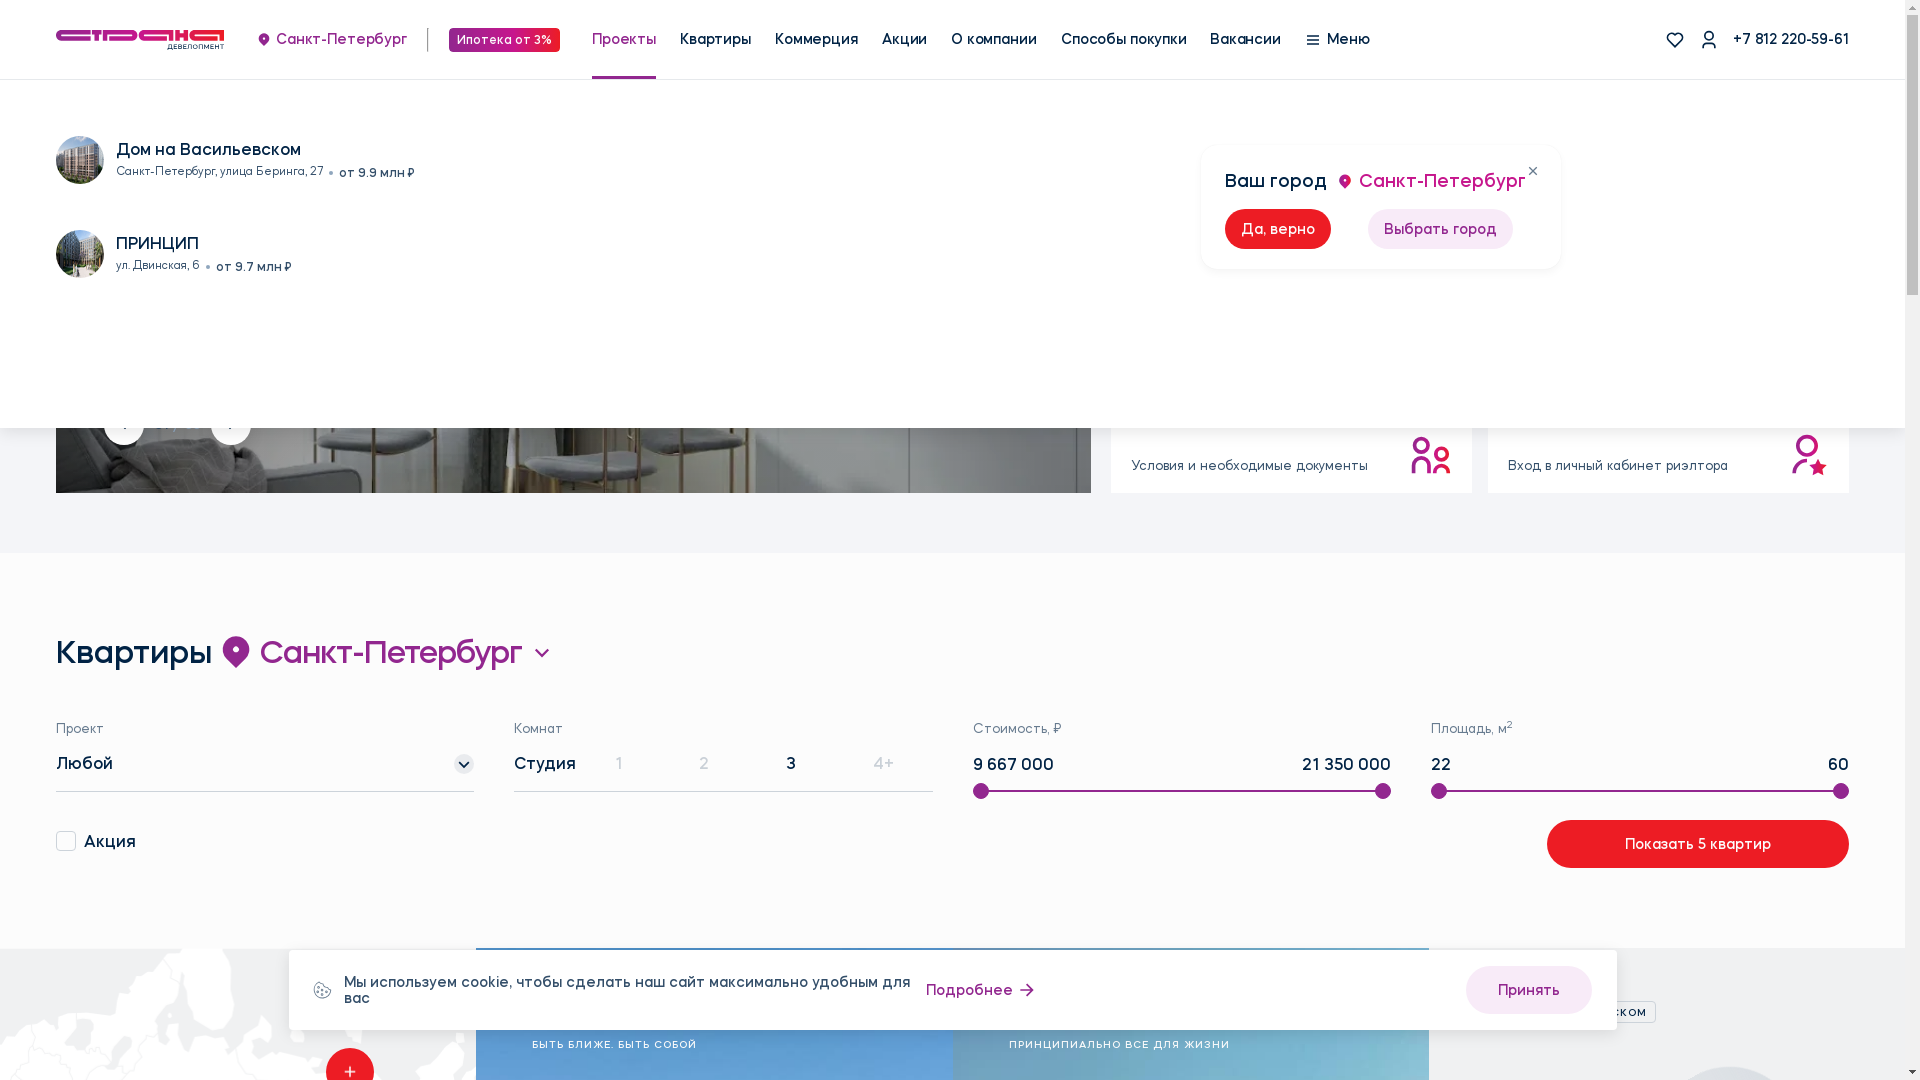 страна
ДЕВЕЛОПМЕНТ
Санкт-Петербург
Ипотека от 3%
Проекты
Квартиры
Коммерция
Акции
О компании
Способы покупки
Вакансии
Меню
+7 812 220-59-61
Дом на Васильевском
Санкт-Петербург, улица Беринга, 27 • от 9.9 млн ₽
Ваш город Санкт-Петербург
Да, верно
Выбрать город
ПРИНЦИП
ул. Двинская, 6 • от 9.7 млн ₽
Условия и необходимые документы
Вход в личный кабинет риэлтора
Квартиры Санкт-Петербург
Проект
Комнат
Стоимость, ₽
Площадь, м²
Любой
Студия 1 2 3 4+
9 667 000 21 350 000
22 60
Акция
Показать 5 квартир
Мы используем cookie, чтобы сделать наш сайт максимально удобным для
вас
Подробнее
Принять
БЫТЬ БЛИЖЕ. БЫТЬ СОБОЙ
ПРИНЦИПИАЛЬНО ВСЕ ДЛЯ ЖИЗНИ